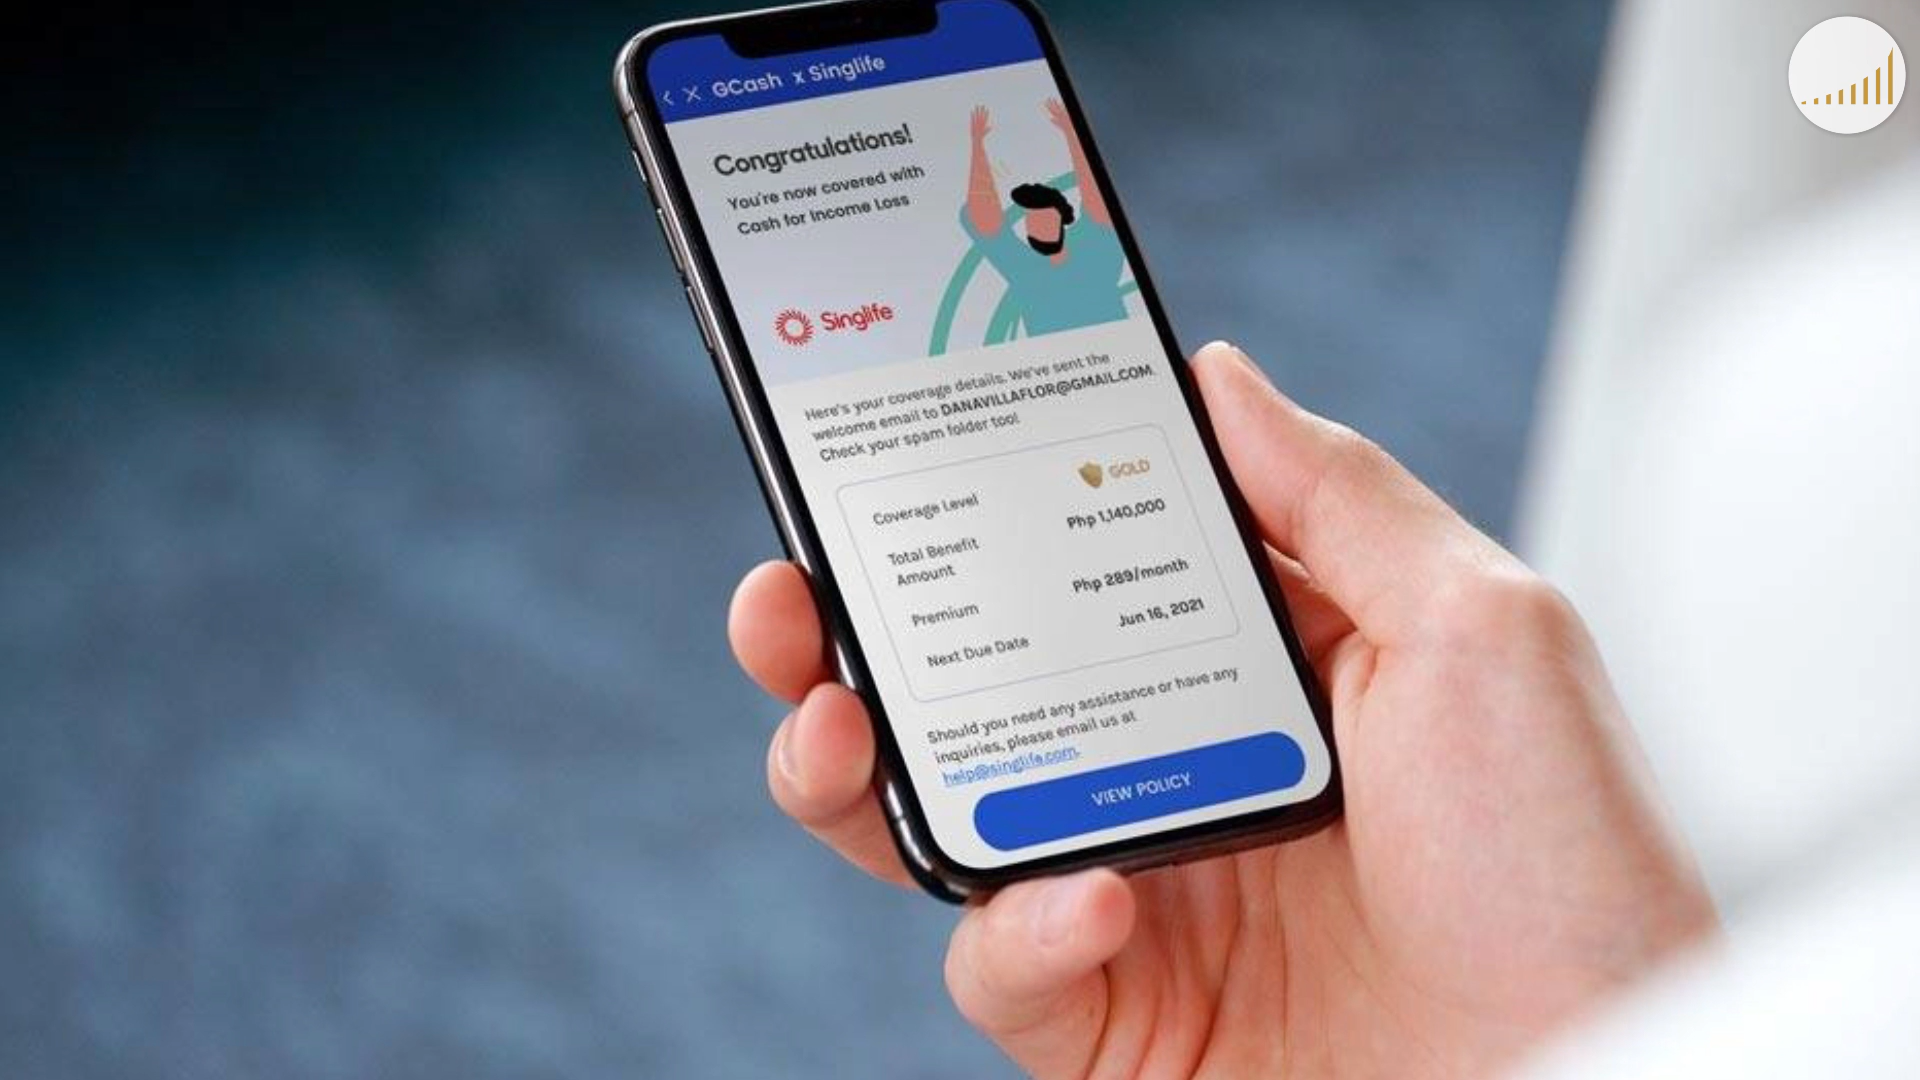 GCash x Singlife
Congratulations!
You're now covered with
Cash for Income Loss
Singlife
Here's your coverage details. We've sent the
welcome email to DANAVILLAFLOR@GMAIL.COM.
Check your spam folder too!
Coverage Level GOLD
Total Benefit
Amount Php 1,140,000
Premium Php 289/month
Next Due Date Jun 16, 2021
Should you need any assistance or have any
inquiries, please email us at
help@singlife.com.
VIEW POLICY